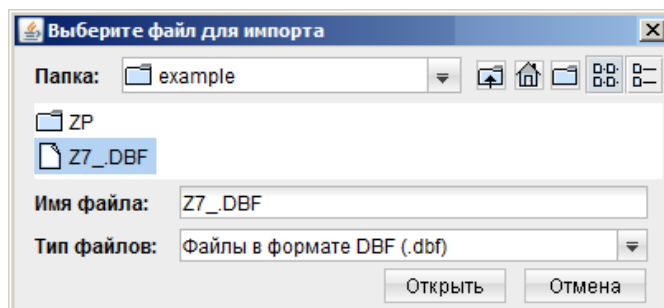 Выберите файл для импорта
Папка: example
ZP
Z7_.DBF
Имя файла: Z7_.DBF
Тип файлов: Файлы в формате DBF (.dbf)
Открыть Отмена